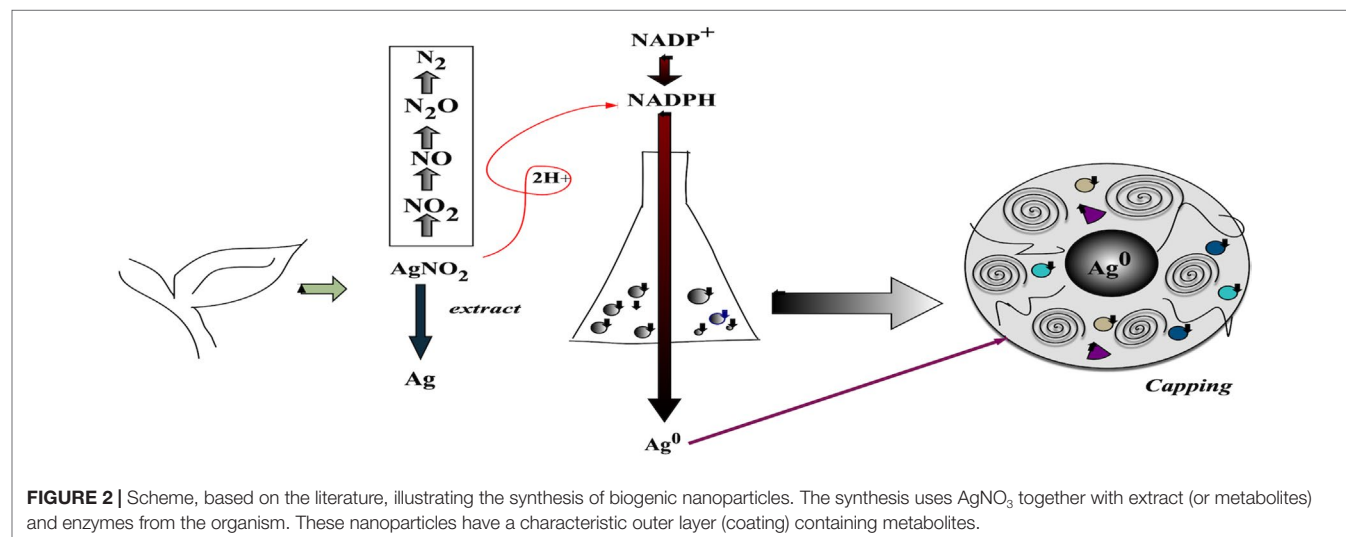 N₂
N₂O
NO
NO₂
AgNO₂
extract
Ag
NADP⁺
NADPH
2H+
Ag⁰
Ag⁰
Capping
FIGURE 2 | Scheme, based on the literature, illustrating the synthesis of biogenic nanoparticles. The synthesis uses AgNO₃ together with extract (or metabolites)
and enzymes from the organism. These nanoparticles have a characteristic outer layer (coating) containing metabolites.